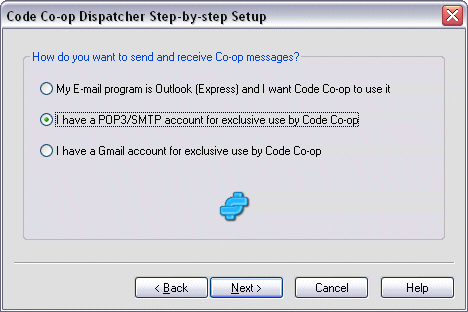 Code Co-op Dispatcher Step-by-step Setup
How do you want to send and receive Co-op messages?
My E-mail program is Outlook (Express) and I want Code Co-op to use it
I have a POP3/SMTP account for exclusive use by Code Co-op
I have a Gmail account for exclusive use by Code Co-op
< Back Next > Cancel Help